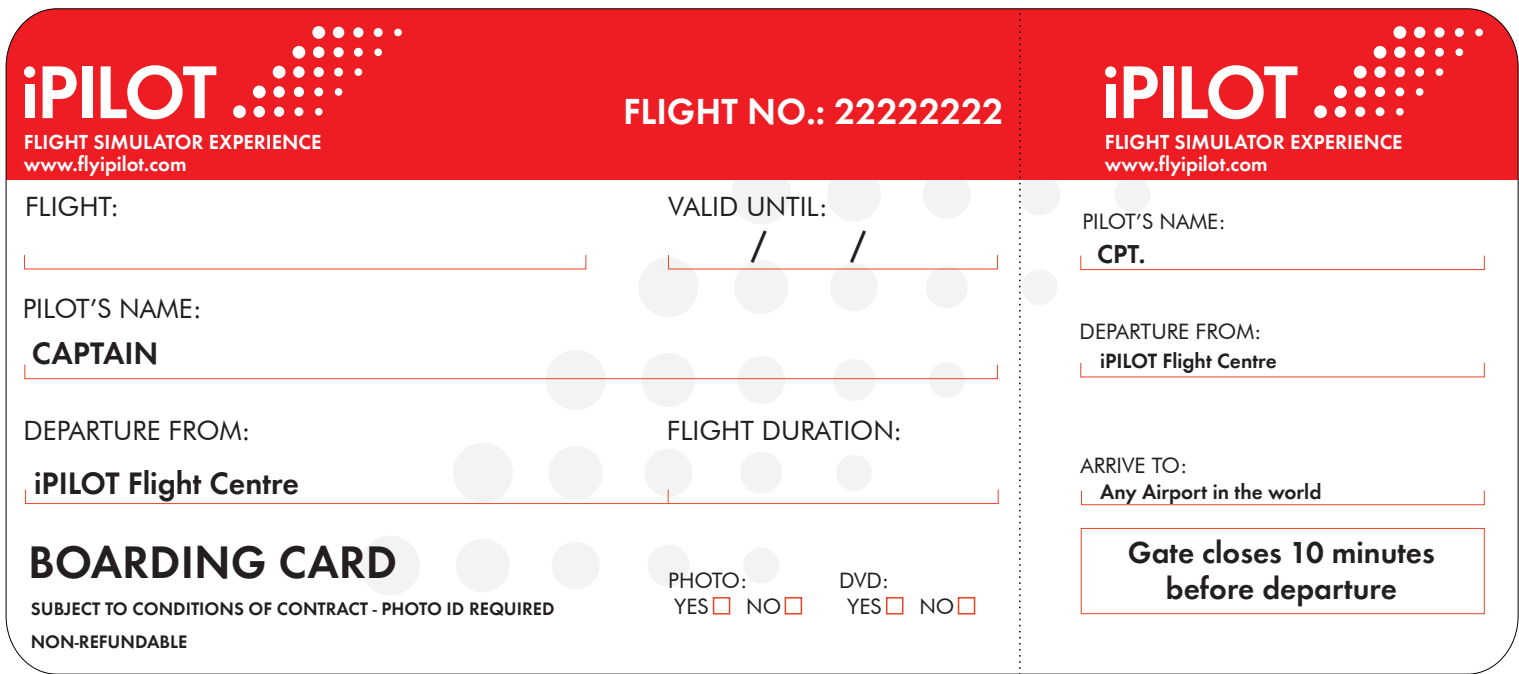 iPILOT
FLIGHT SIMULATOR EXPERIENCE
www.flyipilot.com
FLIGHT NO.: 22222222
FLIGHT:
VALID UNTIL:
/ /
PILOT’S NAME:
CAPTAIN
DEPARTURE FROM:
FLIGHT DURATION:
iPILOT Flight Centre
BOARDING CARD
SUBJECT TO CONDITIONS OF CONTRACT - PHOTO ID REQUIRED
NON-REFUNDABLE
PHOTO:
YES NO
DVD:
YES NO
iPILOT
FLIGHT SIMULATOR EXPERIENCE
www.flyipilot.com
PILOT’S NAME:
CPT.
DEPARTURE FROM:
iPILOT Flight Centre
ARRIVE TO:
Any Airport in the world
Gate closes 10 minutes
before departure